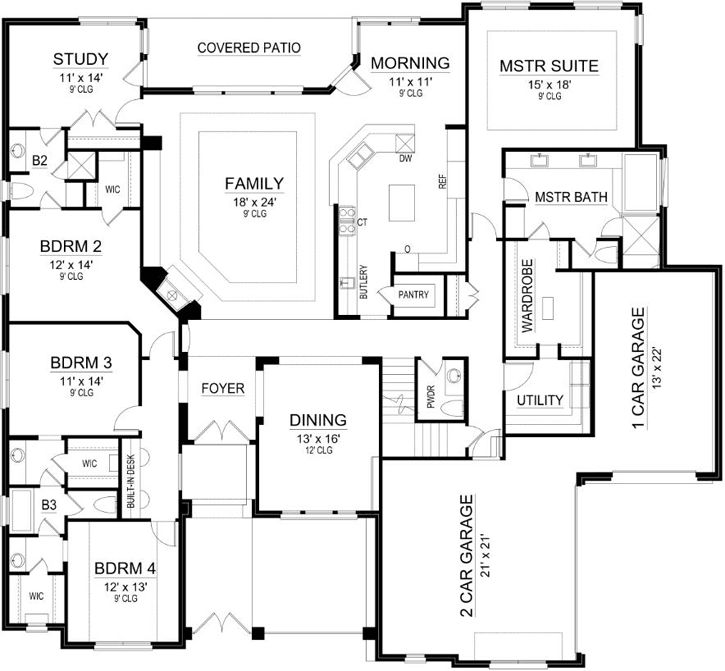 COVERED PATIO
STUDY
11' x 14'
9' CLG
MORNING
11' x 11'
9' CLG
MSTR SUITE
15' x 18'
9' CLG
B2
WIC
FAMILY
18' x 24'
9' CLG
DW
REF
CT
O
MSTR BATH
BDRM 2
12' x 14'
9' CLG
BUTLERY
PANTRY
WARDROBE
1 CAR GARAGE
13' x 22'
BDRM 3
11' x 14'
9' CLG
FOYER
PWDR
UTILITY
DINING
13' x 16'
12' CLG
WIC
BUILT-IN DESK
B3
2 CAR GARAGE
21' x 21'
BDRM 4
12' x 13'
9' CLG
WIC